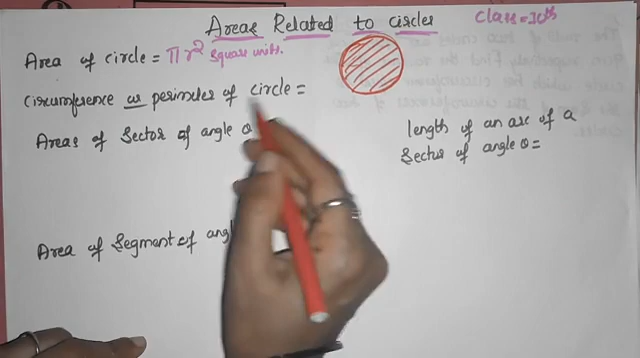 Areas Related to circles
Class=10th
Area of circle = πr² square units.
circumference or perimeter of circle =
Areas of Sector of angle θ
length of an arc of a
Sector of angle θ=
Area of Segment of angl